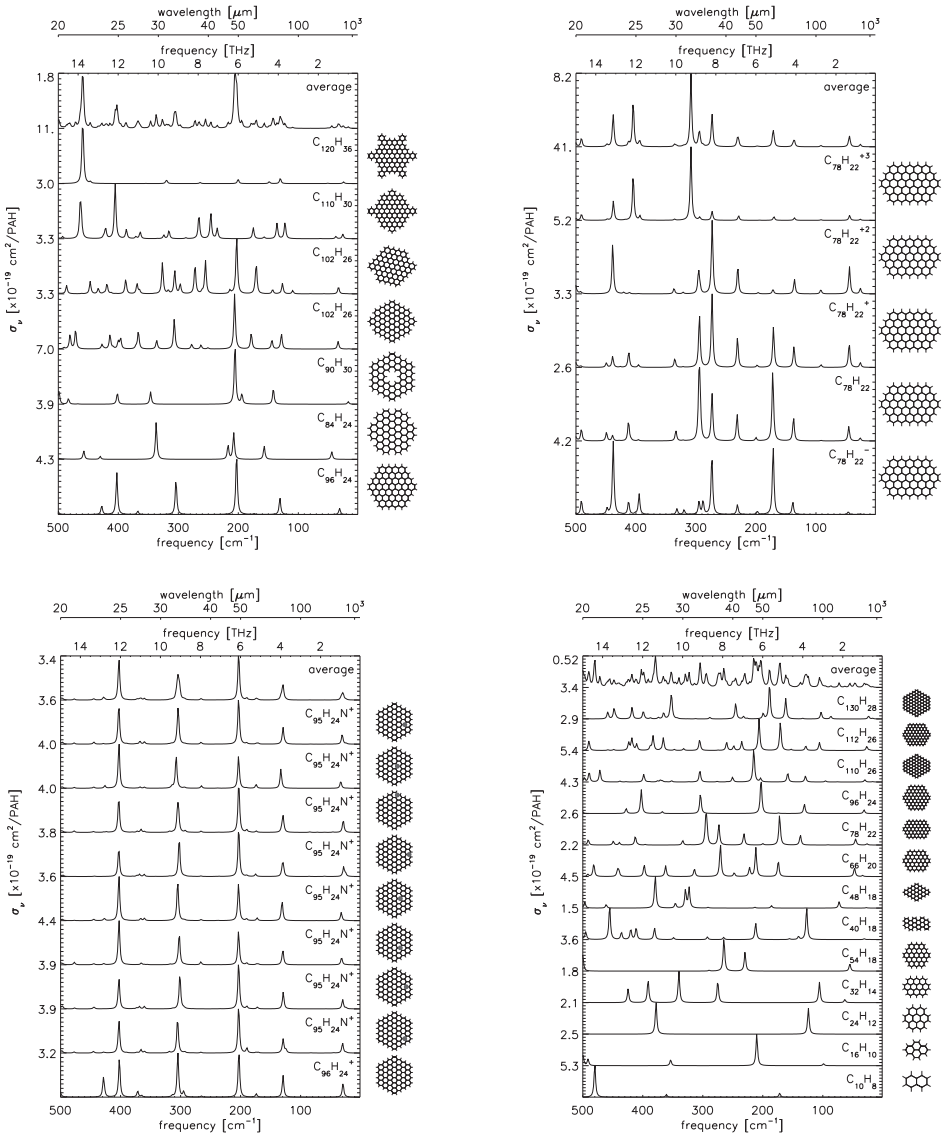 wavelength [μm]
20 25 30 40 50 100 10³
frequency [THz]
14 12 10 8 6 4 2
1.8
average
11.
C₁₂₀H₃₆
3.0
C₁₁₀H₃₀
3.3
C₁₀₂H₂₆
3.3
C₁₀₂H₂₆
7.0
C₉₀H₃₀
3.9
C₈₄H₂₄
4.3
C₉₆H₂₄
σᵥ [x10⁻¹⁹ cm²/PAH]
500 400 300 200 100
frequency [cm⁻¹]
wavelength [μm]
20 25 30 40 50 100 10³
frequency [THz]
14 12 10 8 6 4 2
8.2
average
41.
C₇₈H₂₂⁺³
5.2
C₇₈H₂₂⁺²
3.3
C₇₈H₂₂⁺
2.6
C₇₈H₂₂
4.2
C₇₈H₂₂⁻
σᵥ [x10⁻¹⁹ cm²/PAH]
500 400 300 200 100
frequency [cm⁻¹]
wavelength [μm]
20 25 30 40 50 100 10³
frequency [THz]
14 12 10 8 6 4 2
3.4
average
3.6
C₉₅H₂₄N⁺
4.0
C₉₅H₂₄N⁺
4.0
C₉₅H₂₄N⁺
3.8
C₉₅H₂₄N⁺
3.6
C₉₅H₂₄N⁺
4.4
C₉₅H₂₄N⁺
3.9
C₉₅H₂₄N⁺
3.9
C₉₅H₂₄N⁺
3.2
C₉₆H₂₄⁺
σᵥ [x10⁻¹⁹ cm²/PAH]
500 400 300 200 100
frequency [cm⁻¹]
wavelength [μm]
20 25 30 40 50 100 10³
frequency [THz]
14 12 10 8 6 4 2
0.52
average
3.4
C₁₃₀H₂₈
2.9
C₁₁₂H₂₆
5.4
C₁₁₀H₂₆
4.3
C₉₆H₂₄
2.6
C₇₈H₂₂
2.2
C₆₆H₂₀
4.5
C₄₈H₁₈
1.5
C₄₀H₁₈
3.6
C₅₄H₁₈
1.8
C₃₂H₁₄
2.1
C₂₄H₁₂
2.5
C₁₆H₁₀
5.3
C₁₀H₈
σᵥ [x10⁻¹⁹ cm²/PAH]
500 400 300 200 100
frequency [cm⁻¹]